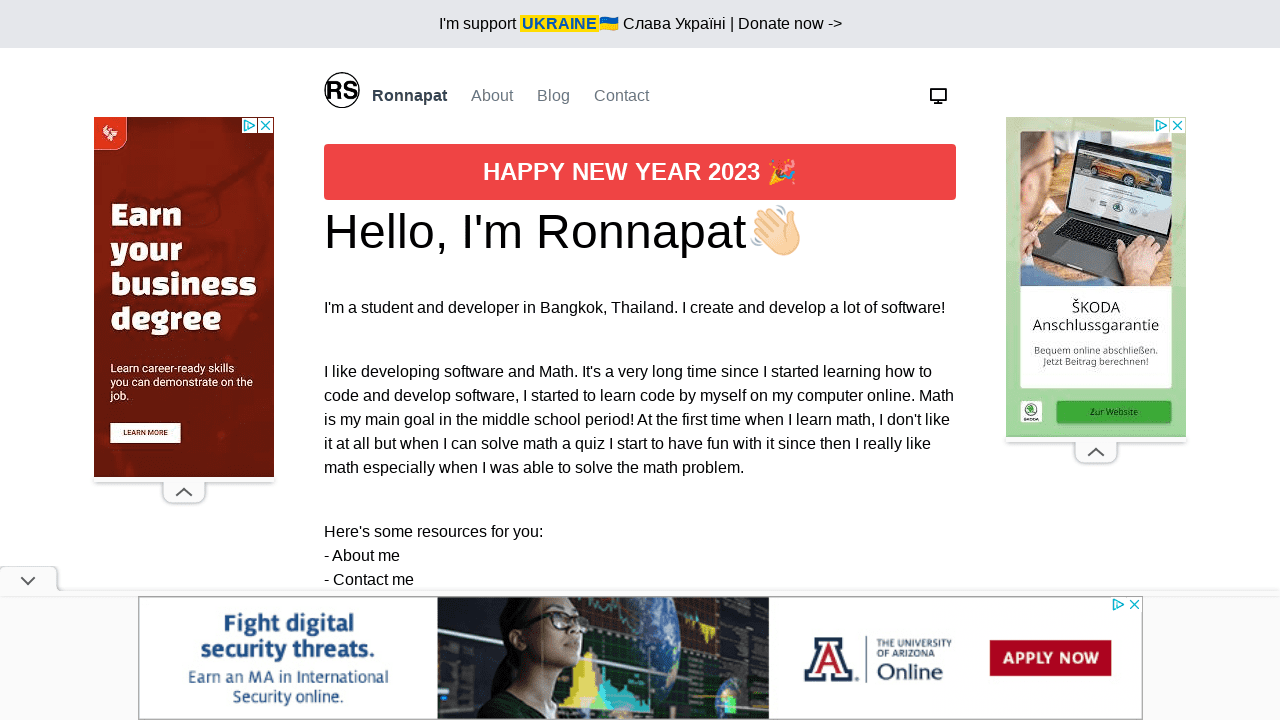 I'm support UKRAINE🇺🇦 Слава Україні | Donate now ->
RS
Ronnapat About Blog Contact
HAPPY NEW YEAR 2023 🎉
Hello, I'm Ronnapat👋🏻
I'm a student and developer in Bangkok, Thailand. I create and develop a lot of software!
I like developing software and Math. It's a very long time since I started learning how to
code and develop software, I started to learn code by myself on my computer online. Math
is my main goal in the middle school period! At the first time when I learn math, I don't like
it at all but when I can solve math a quiz I start to have fun with it since then I really like
math especially when I was able to solve the math problem.
Here's some resources for you:
- About me
- Contact me
Earn
your
business
degree
Learn career-ready skills
you can demonstrate on the
job.
LEARN MORE
ŠKODA
Anschlussgarantie
Bequem online abschließen.
Jetzt Beitrag berechnen!
ŠKODA
Zur Website
Fight digital
security threats.
Earn an MA in International
Security online.
A
THE UNIVERSITY
OF ARIZONA
Online
APPLY NOW